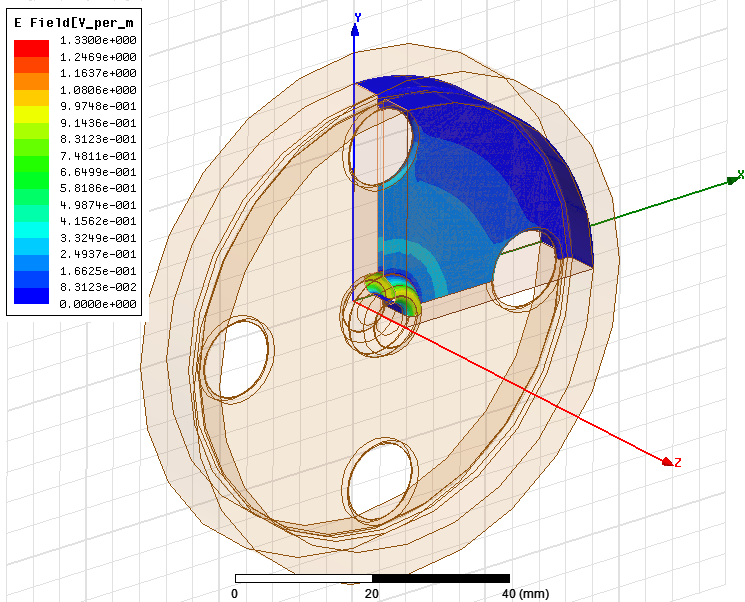 E Field[V_per_m
1.3300e+000
1.2469e+000
1.1637e+000
1.0806e+000
9.9748e-001
9.1436e-001
8.3123e-001
7.4811e-001
6.6499e-001
5.8186e-001
4.9874e-001
4.1562e-001
3.3249e-001
2.4937e-001
1.6625e-001
8.3123e-002
0.0000e+000
Y
X
Z
0 20 40 (mm)